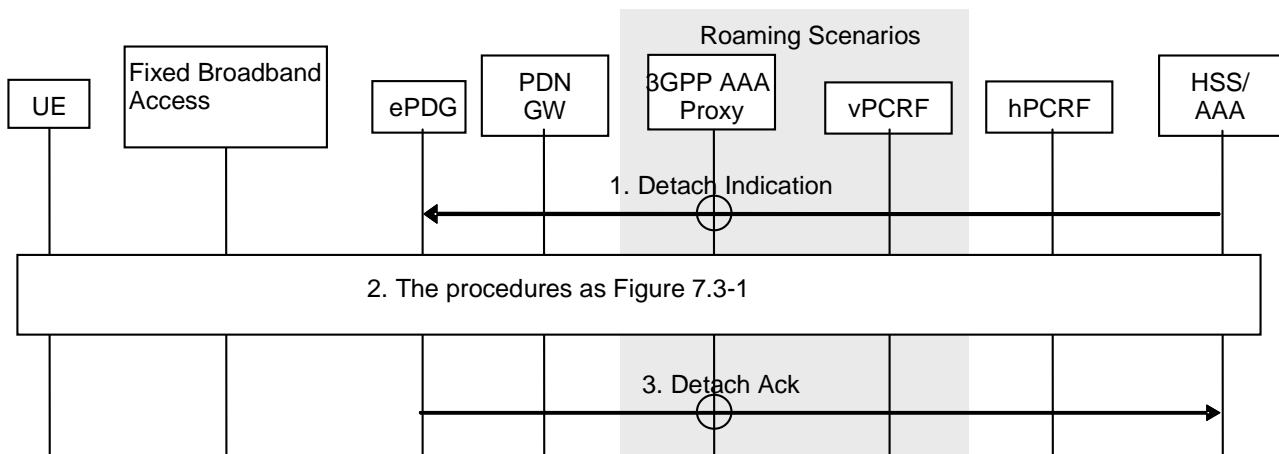 Roaming Scenarios
UE
Fixed Broadband
Access
ePDG
PDN
GW
3GPP AAA
Proxy
vPCRF
hPCRF
HSS/
AAA
1. Detach Indication
2. The procedures as Figure 7.3-1
3. Detach Ack